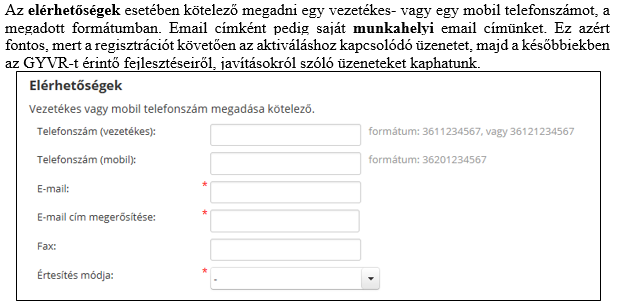 Az elérhetőségek esetében kötelező megadni egy vezetékes- vagy egy mobil telefonszámot, a
megadott formátumban. Email címként pedig saját munkahelyi email címünket. Ez azért
fontos, mert a regisztrációt követően az aktiváláshoz kapcsolódó üzenetet, majd a későbbiekben
az GYVR-t érintő fejlesztéseiről, javításokról szóló üzeneteket kaphatunk.
Elérhetőségek
Vezetékes vagy mobil telefonszám megadása kötelező.
Telefonszám (vezetékes): formátum: 3611234567, vagy 36121234567
Telefonszám (mobil): formátum: 36201234567
E-mail: *
E-mail cím megerősítése: *
Fax:
Értesítés módja: * -